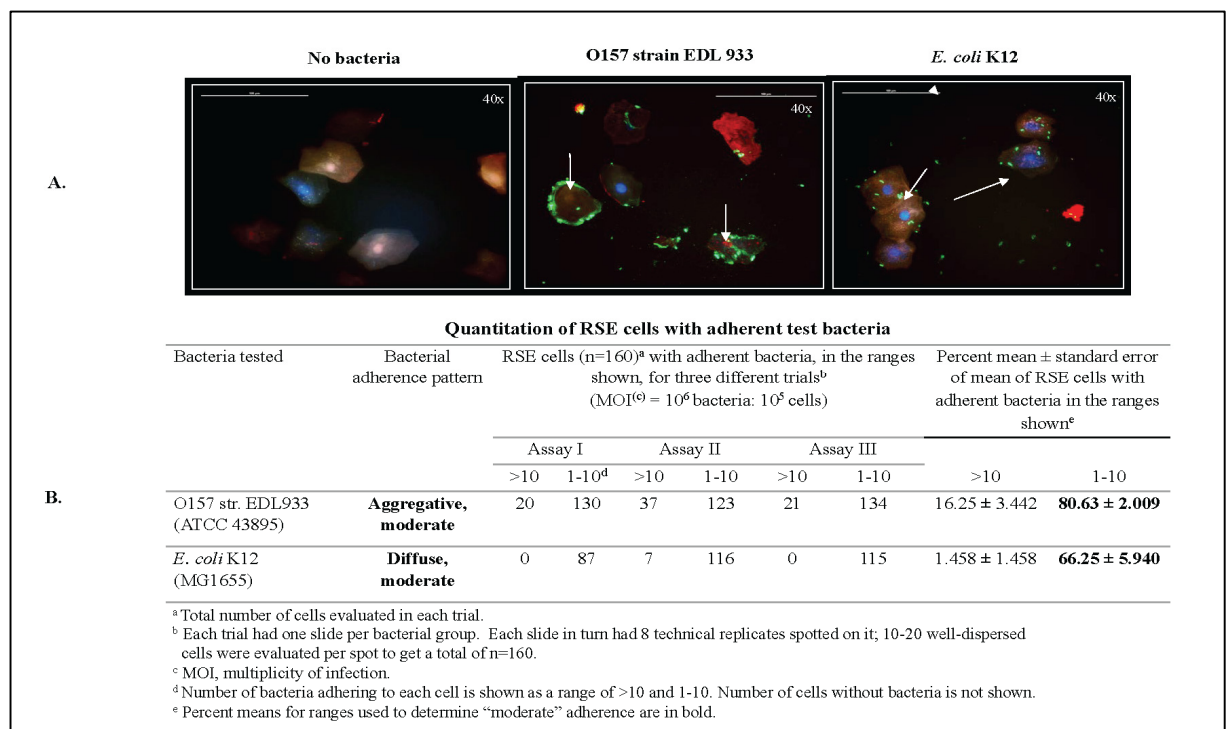 No bacteria
O157 strain EDL 933
E. coli K12
40x
40x
40x
A.
Quantitation of RSE cells with adherent test bacteria
Bacteria tested
Bacterial
adherence pattern
RSE cells (n=160)ᵃ with adherent bacteria, in the ranges
shown, for three different trialsᵇ
(MOI⁽ᶜ⁾ = 10⁶ bacteria: 10⁵ cells)
Percent mean ± standard error
of mean of RSE cells with
adherent bacteria in the ranges
shownᵉ
Assay I Assay II Assay III
>10 1-10ᵈ >10 1-10 >10 1-10 >10 1-10
B.
O157 str. EDL933 Aggregative, 20 130 37 123 21 134 16.25 ± 3.442 80.63 ± 2.009
(ATCC 43895) moderate
E. coli K12 Diffuse, 0 87 7 116 0 115 1.458 ± 1.458 66.25 ± 5.940
(MG1655) moderate
ᵃ Total number of cells evaluated in each trial.
ᵇ Each trial had one slide per bacterial group. Each slide in turn had 8 technical replicates spotted on it; 10-20 well-dispersed
cells were evaluated per spot to get a total of n=160.
ᶜ MOI, multiplicity of infection.
ᵈ Number of bacteria adhering to each cell is shown as a range of >10 and 1-10. Number of cells without bacteria is not shown.
ᵉ Percent means for ranges used to determine “moderate” adherence are in bold.